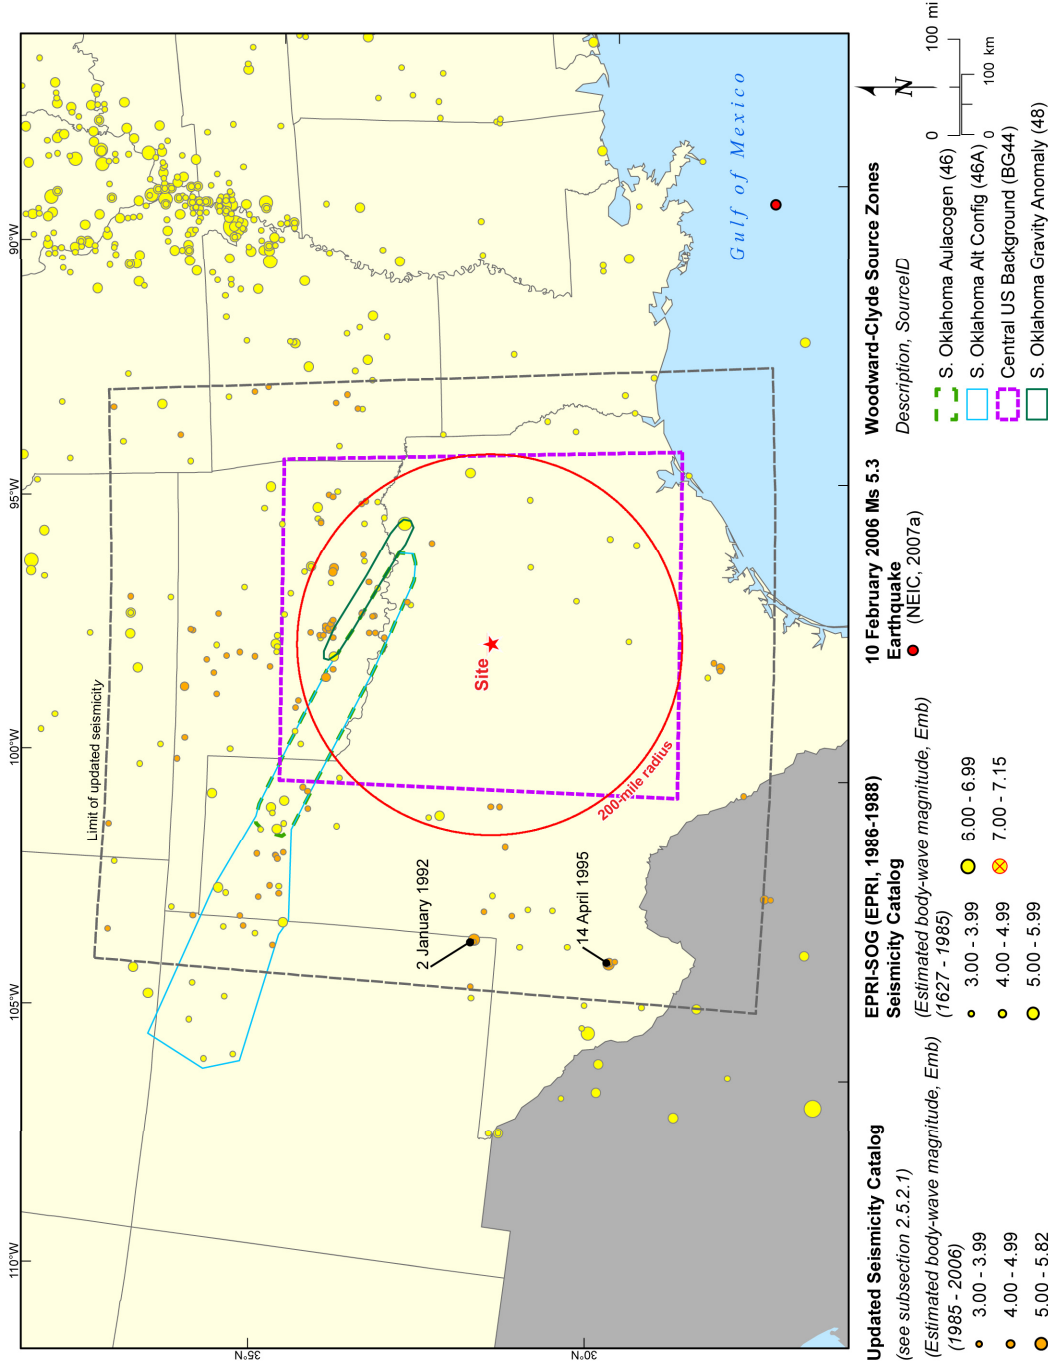 110°W
105°W
100°W
95°W
90°W
35°N
30°N
Limit of updated seismicity
2 January 1992
14 April 1995
Site
200-mile radius
Gulf of Mexico
Updated Seismicity Catalog
(see subsection 2.5.2.1)
(Estimated body-wave magnitude, Emb)
(1985 - 2006)
3.00 - 3.99
4.00 - 4.99
5.00 - 5.82
EPRI-SOG (EPRI, 1986-1988)
Seismicity Catalog
(Estimated body-wave magnitude, Emb)
(1627 - 1985)
3.00 - 3.99
4.00 - 4.99
5.00 - 5.99
6.00 - 6.99
7.00 - 7.15
10 February 2006 Ms 5.3
Earthquake
(NEIC, 2007a)
Woodward-Clyde Source Zones
Description, SourceID
S. Oklahoma Aulacogen (46)
S. Oklahoma Alt Config (46A)
Central US Background (BG44)
S. Oklahoma Gravity Anomaly (48)
N
0 100 mi
0 100 km